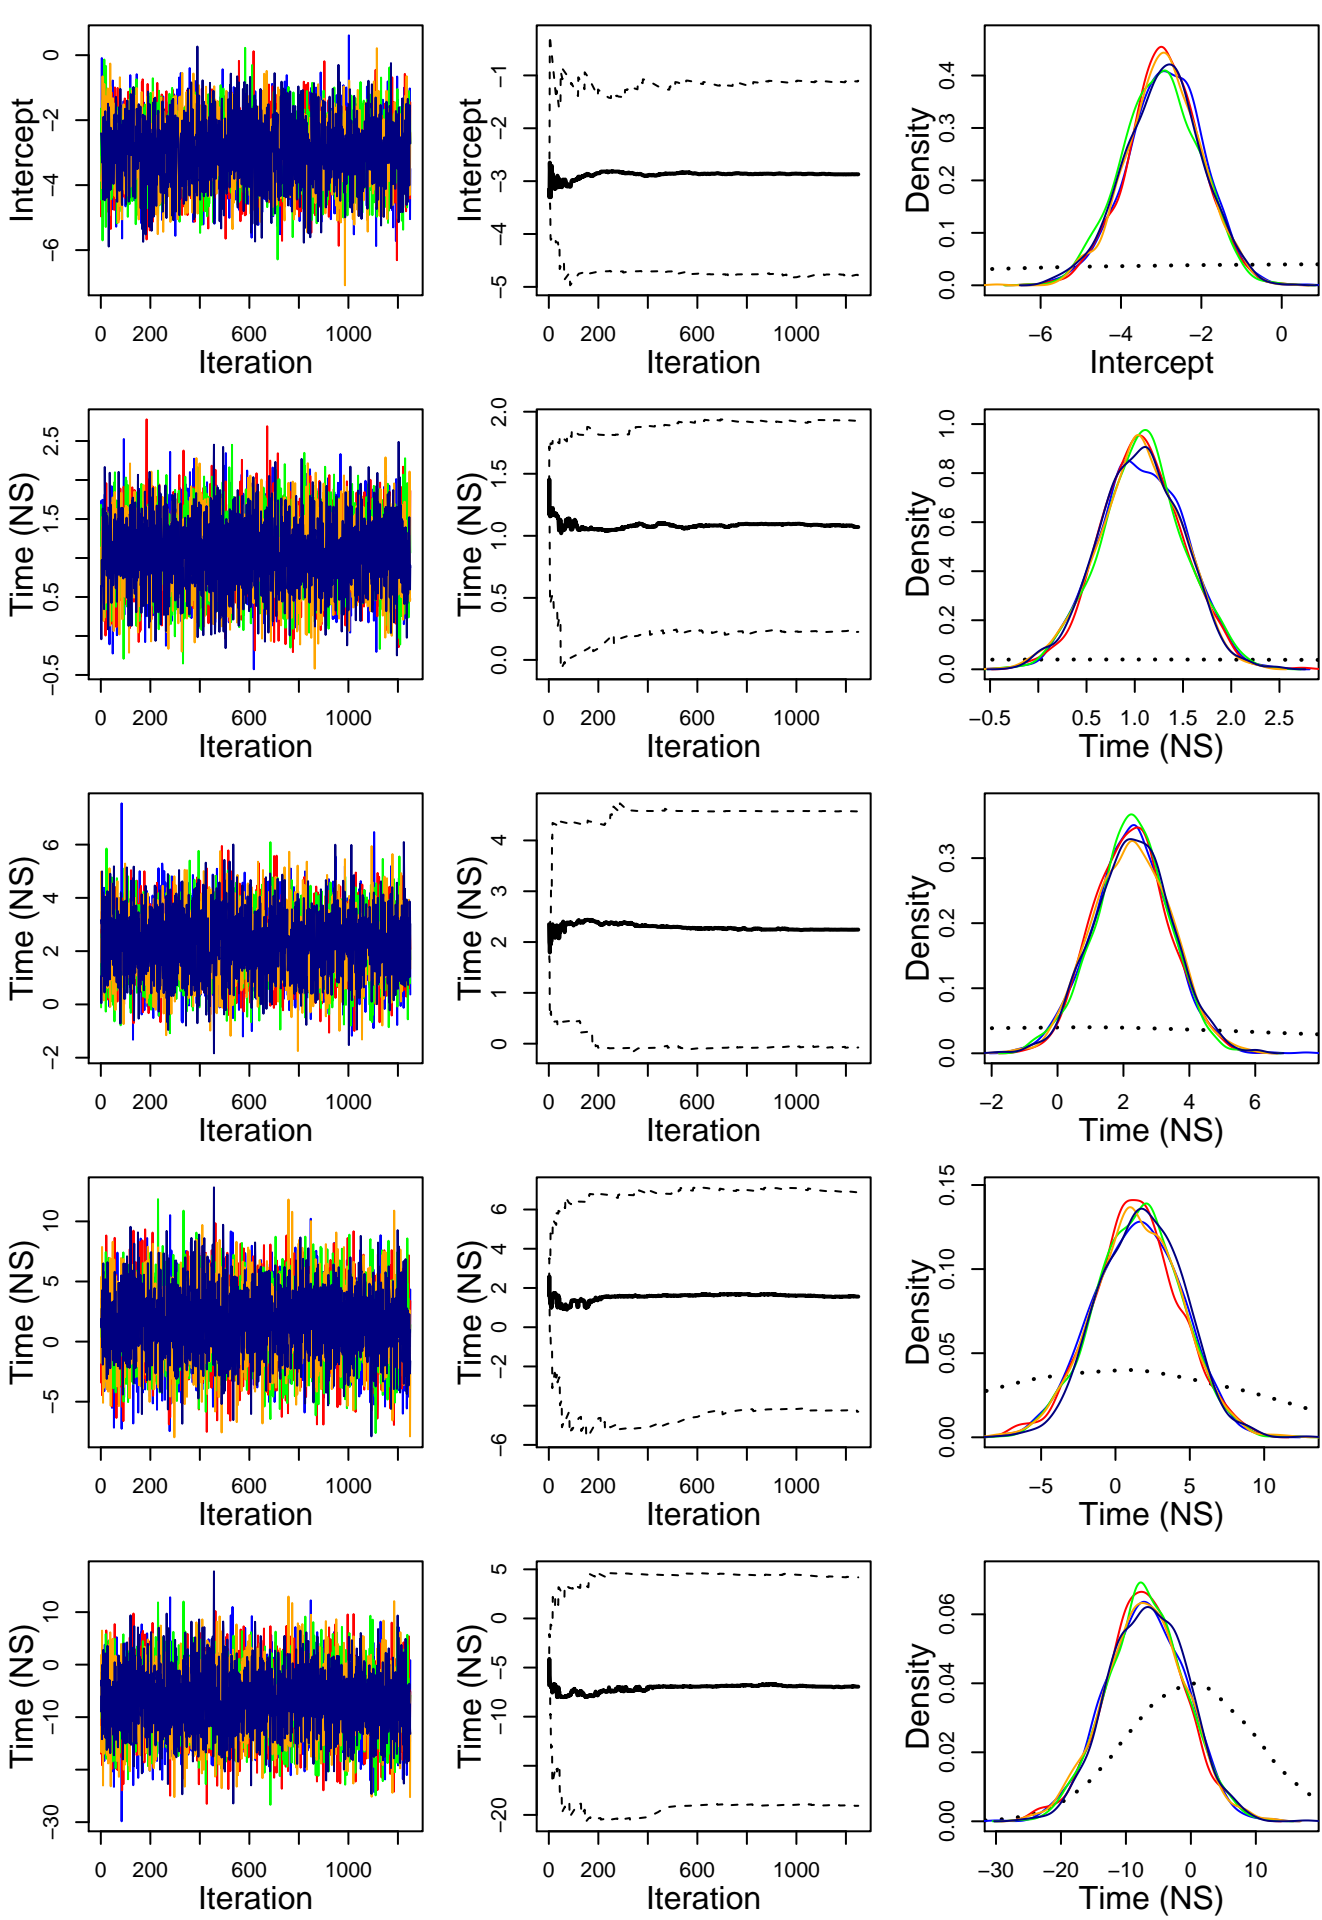 Intercept
0
−2
−4
−6
0 200 600 1000
Iteration
Intercept
−1
−2
−3
−4
−5
0 200 600 1000
Iteration
Density
0.4
0.3
0.2
0.1
0.0
−6 −4 −2 0
Intercept
Time (NS)
2.5
1.5
0.5
−0.5
0 200 600 1000
Iteration
Time (NS)
2.0
1.5
1.0
0.5
0.0
0 200 600 1000
Iteration
Density
1.0
0.8
0.6
0.4
0.2
0.0
−0.5 0.5 1.0 1.5 2.0 2.5
Time (NS)
Time (NS)
6
4
2
0
−2
0 200 600 1000
Iteration
Time (NS)
4
3
2
1
0
0 200 600 1000
Iteration
Density
0.3
0.2
0.1
0.0
−2 0 2 4 6
Time (NS)
Time (NS)
10
5
0
−5
0 200 600 1000
Iteration
Time (NS)
6
4
2
0
−2
−6
0 200 600 1000
Iteration
Density
0.15
0.10
0.05
0.00
−5 0 5 10
Time (NS)
Time (NS)
10
0
−10
−30
0 200 600 1000
Iteration
Time (NS)
5
0
−5
−10
−20
0 200 600 1000
Iteration
Density
0.06
0.04
0.02
0.00
−30 −20 −10 0 10
Time (NS)